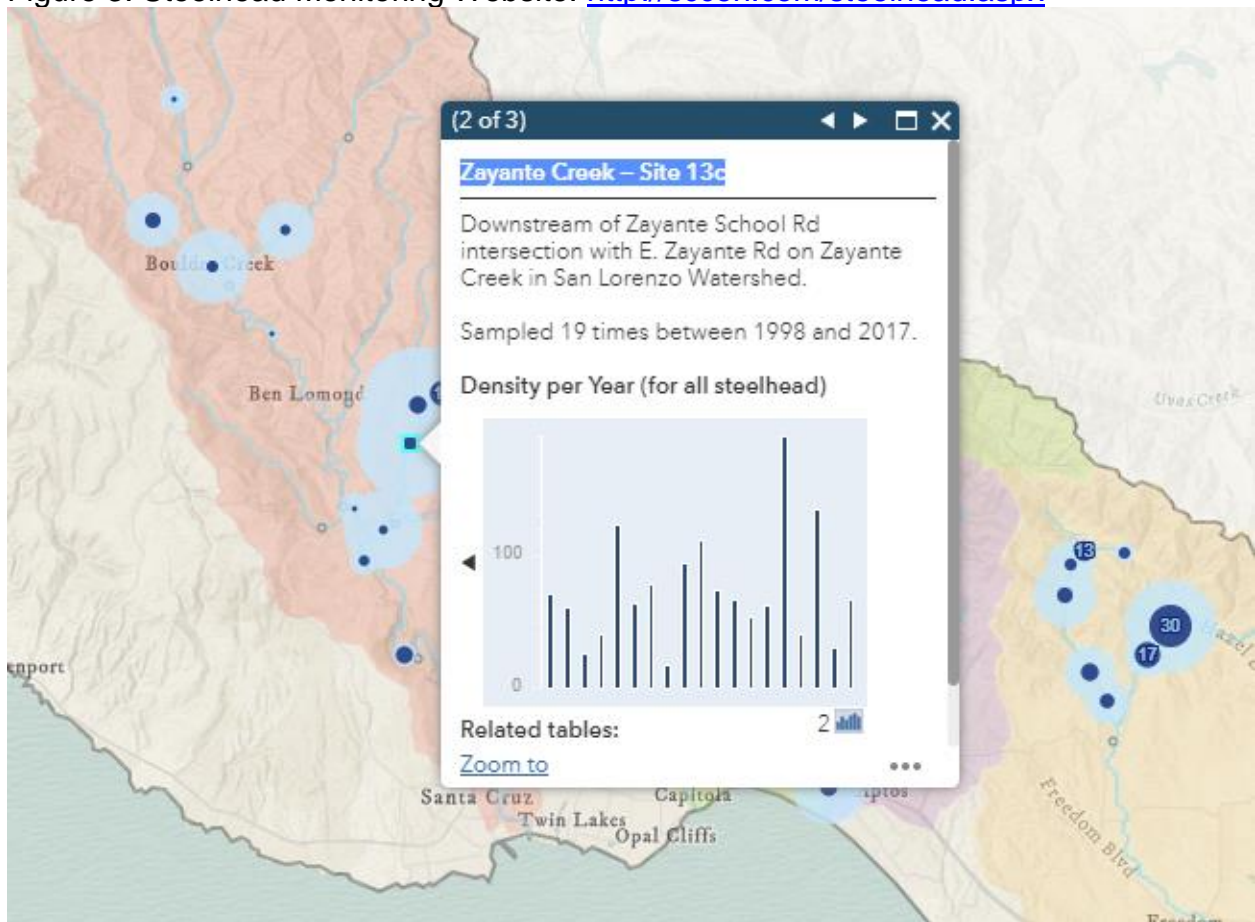 (2 of 3)
Zayante Creek – Site 13c
Downstream of Zayante School Rd
intersection with E. Zayante Rd on Zayante
Creek in San Lorenzo Watershed.
Sampled 19 times between 1998 and 2017.
Density per Year (for all steelhead)
100
0
Related tables:
2
Zoom to
Creek
Ben Lomond
Uvas Creek
13
30
17
Santa Cruz
Capitola
Twin Lakes
Opal Cliffs
Freedom Blvd